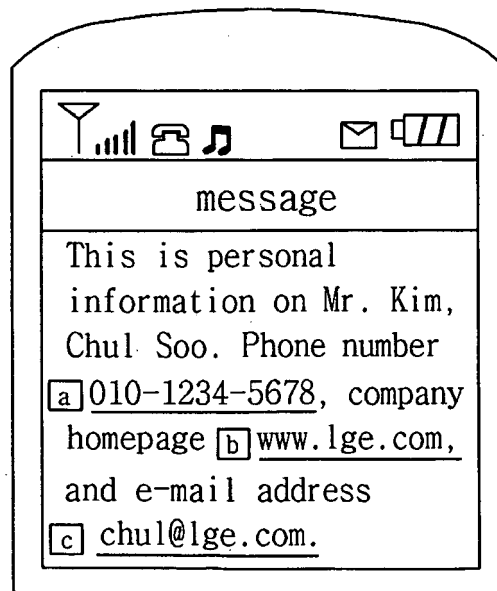 message
This is personal
information on Mr. Kim,
Chul Soo. Phone number
a 010-1234-5678, company
homepage b www.lge.com,
and e-mail address
c chul@lge.com.